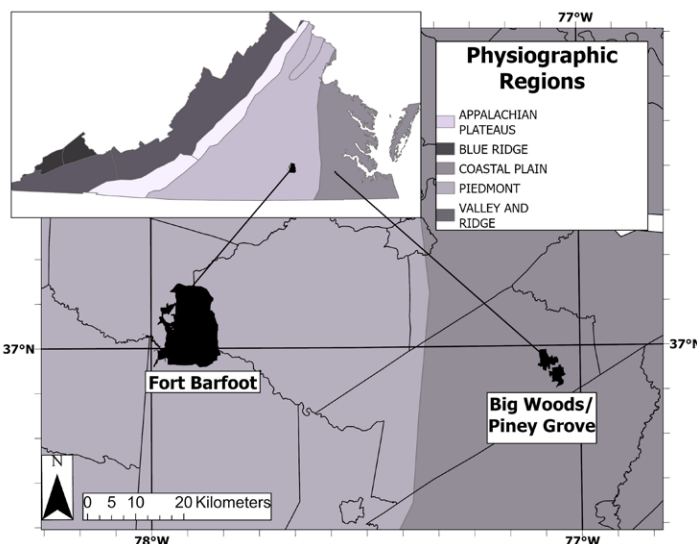 77°W
Physiographic
Regions
APPALACHIAN
PLATEAUS
BLUE RIDGE
COASTAL PLAIN
PIEDMONT
VALLEY AND
RIDGE
37°N
37°N
Fort Barfoot
Big Woods/
Piney Grove
N
0 5 10 20 Kilometers
78°W
77°W